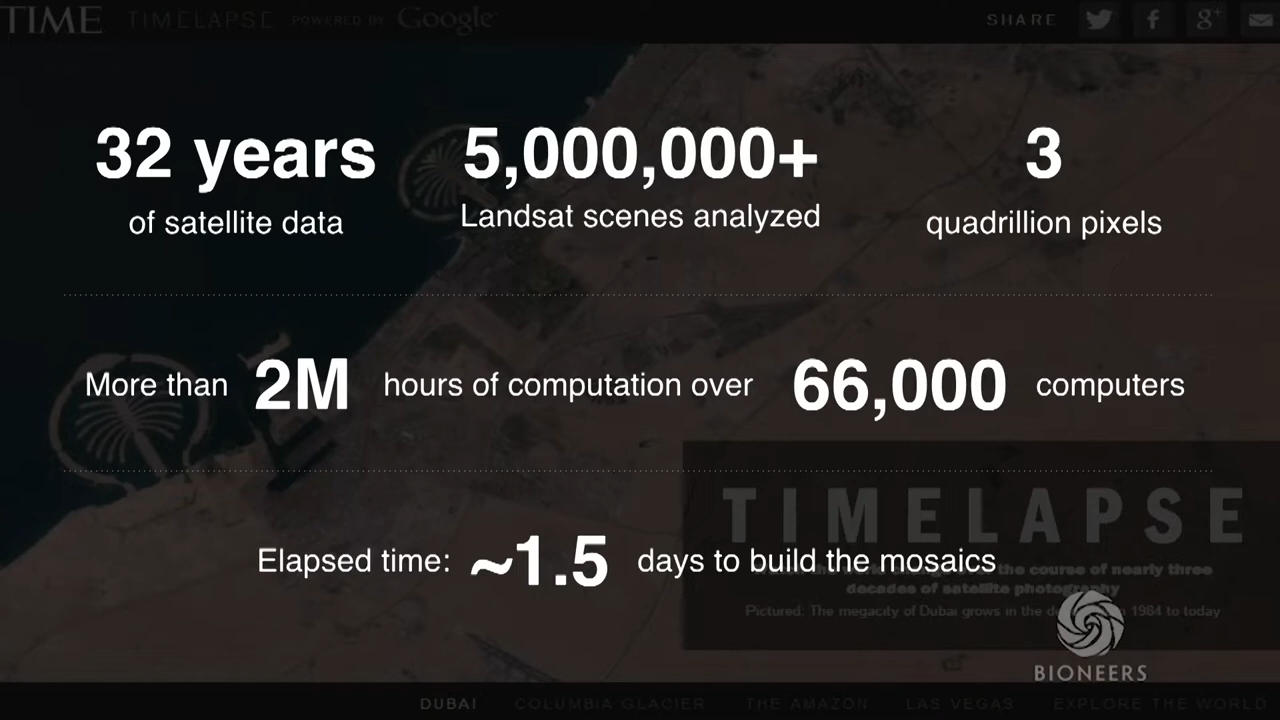 TIME TIMELAPSE POWERED BY Google
SHARE
32 years
of satellite data
5,000,000+
Landsat scenes analyzed
3
quadrillion pixels
More than 2M hours of computation over 66,000 computers
TIMELAPSE
Elapsed time: ~1.5 days to build the mosaics
the course of nearly three
decades of satellite photography
Pictured: The megacity of Dubai grows in the 1984 to today
BIONEERS
DUBAI COLUMBIA GLACIER THE AMAZON LAS VEGAS EXPLORE THE WORLD